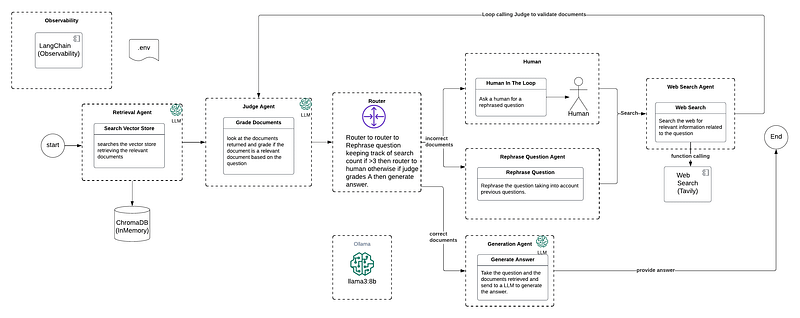 Observability
LangChain
(Observability)
.env
Loop calling Judge to validate documents
Retrieval Agent
LLM
Search Vector Store
searches the vector store
retrieving the relevant
documents
start
ChromaDB
(InMemory)
Judge Agent
LLM
Grade Documents
look at the documents
returned and grade if the
document is a relevant
document based on the
question
Router
Router to router to
Rephrase question
keeping track of search
count if >3 then router to
human otherwise if judge
grades A then generate
answer.
incorrect
documents
correct
documents
Human
Human In The Loop
Ask a human for a
rephrased question
Human
Rephrase Question Agent
Rephrase Question
Rephrase the question taking into account
previous questions.
Search
Web Search Agent
Web Search
Search the web for
relevant information related
to the question
function calling
Web
Search
(Tavily)
End
Ollama
llama3:8b
Generation Agent
LLM
Generate Answer
Take the question and the
documents retrieved and
send to a LLM to generate
the answer.
provide answer